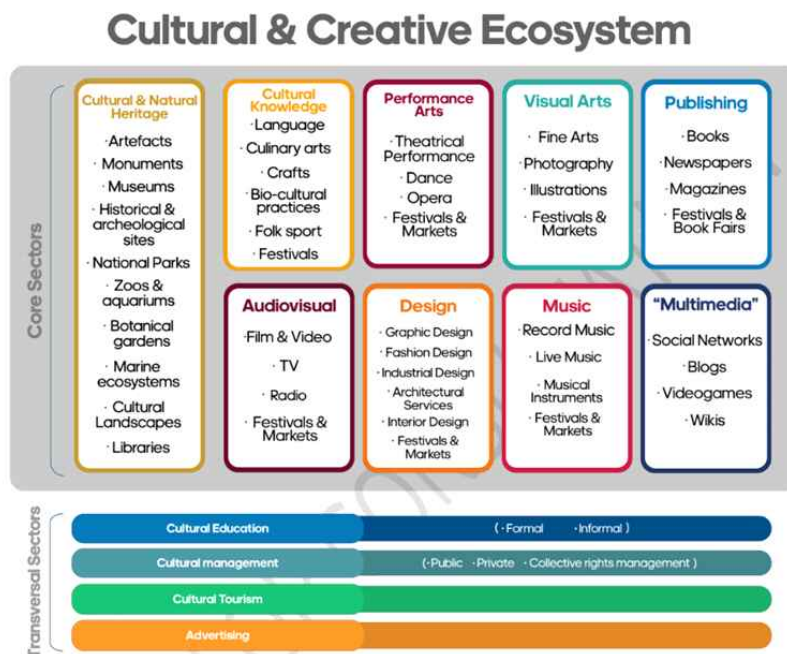 Cultural & Creative Ecosystem
Core Sectors
Cultural & Natural
Heritage
·Artefacts
· Monuments
· Museums
· Historical &
archeological
sites
·National Parks
· Zoos &
aquariums
· Botanical
gardens
· Marine
ecosystems
· Cultural
Landscapes
· Libraries
Cultural
Knowledge
·Language
·Culinary arts
· Crafts
·Bio-cultural
practices
· Folk sport
· Festivals
Performance
Arts
·Theatrical
Performance
· Dance
· Opera
· Festivals &
Markets
Visual Arts
· Fine Arts
·Photography
·Illustrations
· Festivals &
Markets
Publishing
· Books
·Newspapers
· Magazines
· Festivals &
Book Fairs
Audiovisual
·Film & Video
· TV
· Radio
· Festivals &
Markets
Design
· Graphic Design
· Fashion Design
·Industrial Design
· Architectural
Services
·Interior Design
· Festivals &
Markets
Music
·Record Music
· Live Music
· Musical
Instruments
· Festivals &
Markets
"Multimedia"
·Social Networks
· Blogs
· Videogames
· Wikis
Transversal Sectors
Cultural Education ( ·Formal ·Informal )
Cultural management ( ·Public ·Private ·Collective rights management )
Cultural Tourism
Advertising